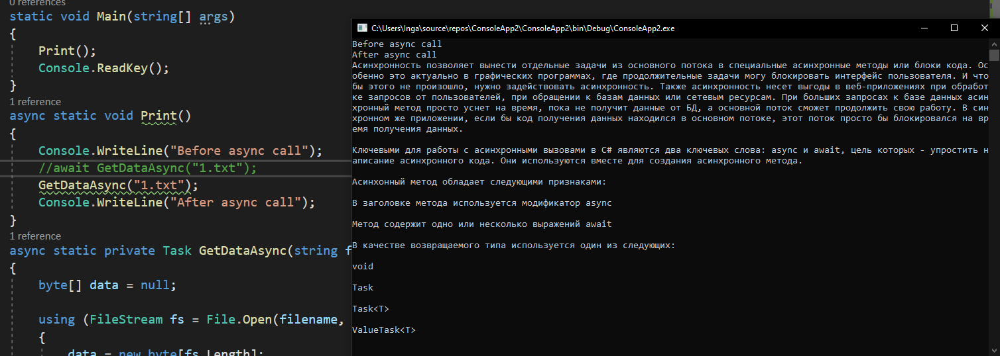 0 references
static void Main(string[] args)
{
Print();
Console.ReadKey();
}
1 reference
async static void Print()
{
Console.WriteLine("Before async call");
//await GetDataAsync("1.txt");
GetDataAsync("1.txt");
Console.WriteLine("After async call");
}
1 reference
async static private Task GetDataAsync(string f
{
byte[] data = null;
using (FileStream fs = File.Open(filename,
{
data = new byte[fs.Length];
C:\Users\Inga\source\repos\ConsoleApp2\ConsoleApp2\bin\Debug\ConsoleApp2.exe
Before async call
After async call
Асинхронность позволяет вынести отдельные задачи из основного потока в специальные асинхронные методы или блоки кода. Ос
обенно это актуально в графических программах, где продолжительные задачи могу блокировать интерфейс пользователя. И что
бы этого не произошло, нужно задействовать асинхронность. Также асинхронность несет выгоды в веб-приложениях при обработ
ке запросов от пользователей, при обращении к базам данных или сетевым ресурсам. При больших запросах к базе данных асин
хронный метод просто уснет на время, пока не получит данные от БД, а основной поток сможет продолжить свою работу. В син
хронном же приложении, если бы код получения данных находился в основном потоке, этот поток просто бы блокировался на вр
емя получения данных.
Ключевыми для работы с асинхронными вызовами в C# являются два ключевых слова: async и await, цель которых - упростить н
аписание асинхронного кода. Они используются вместе для создания асинхронного метода.
Асинхонный метод обладает следующими признаками:
В заголовке метода используется модификатор async
Метод содержит одно или несколько выражений await
В качестве возвращаемого типа используется один из следующих:
void
Task
Task<T>
ValueTask<T>